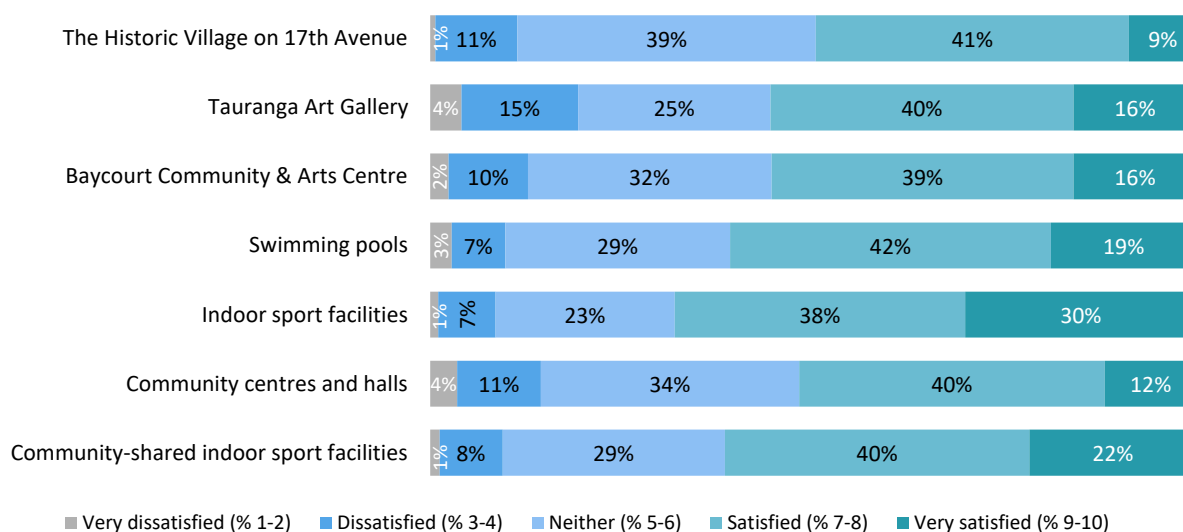 The Historic Village on 17th Avenue 1% 11% 39% 41% 9%
Tauranga Art Gallery 4% 15% 25% 40% 16%
Baycourt Community & Arts Centre 2% 10% 32% 39% 16%
Swimming pools 3% 7% 29% 42% 19%
Indoor sport facilities 1% 7% 23% 38% 30%
Community centres and halls 4% 11% 34% 40% 12%
Community-shared indoor sport facilities 1% 8% 29% 40% 22%
Very dissatisfied (% 1-2) Dissatisfied (% 3-4) Neither (% 5-6) Satisfied (% 7-8) Very satisfied (% 9-10)